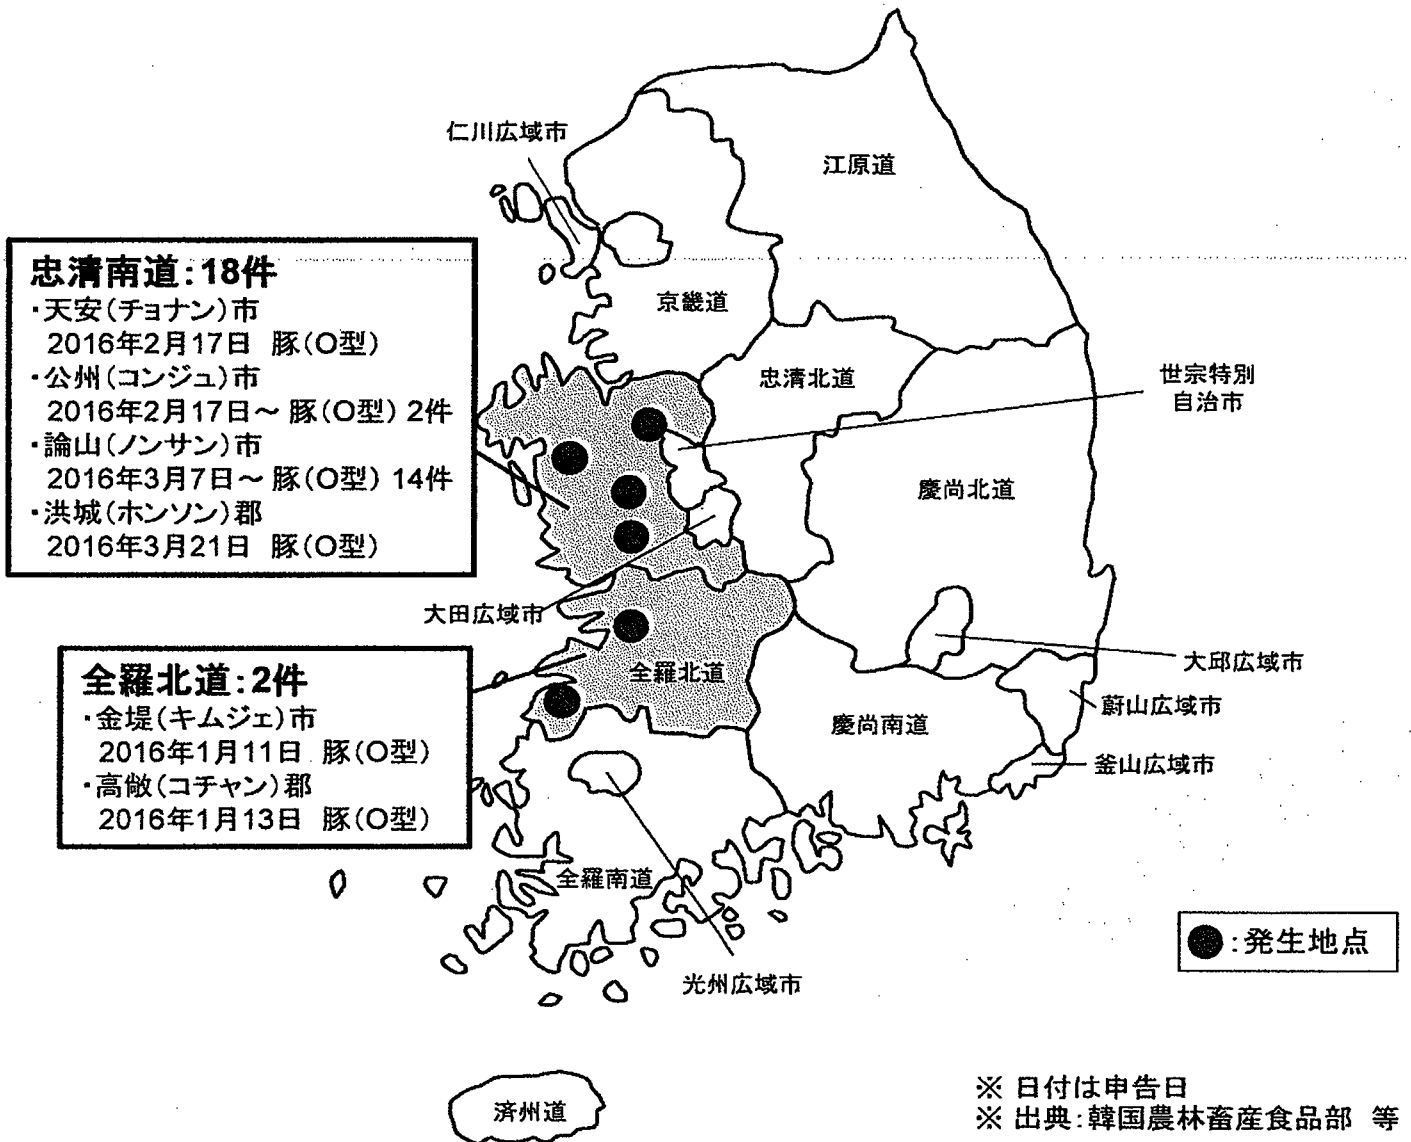 仁川広域市
江原道
忠清南道:18件
・天安(チョナン)市
2016年2月17日 豚(O型)
・公州(コンジュ)市
2016年2月17日～ 豚(O型) 2件
・論山(ノンサン)市
2016年3月7日～ 豚(O型) 14件
・洪城(ホンソン)郡
2016年3月21日 豚(O型)
京畿道
忠清北道
世宗特別
自治市
慶尚北道
大田広域市
全羅北道:2件
・金堤(キムジェ)市
2016年1月11日 豚(O型)
・高敞(コチャン)郡
2016年1月13日 豚(O型)
全羅北道
大邱広域市
蔚山広域市
慶尚南道
釜山広域市
全羅南道
光州広域市
●:発生地点
済州道
※ 日付は申告日
※ 出典:韓国農林畜産食品部 等